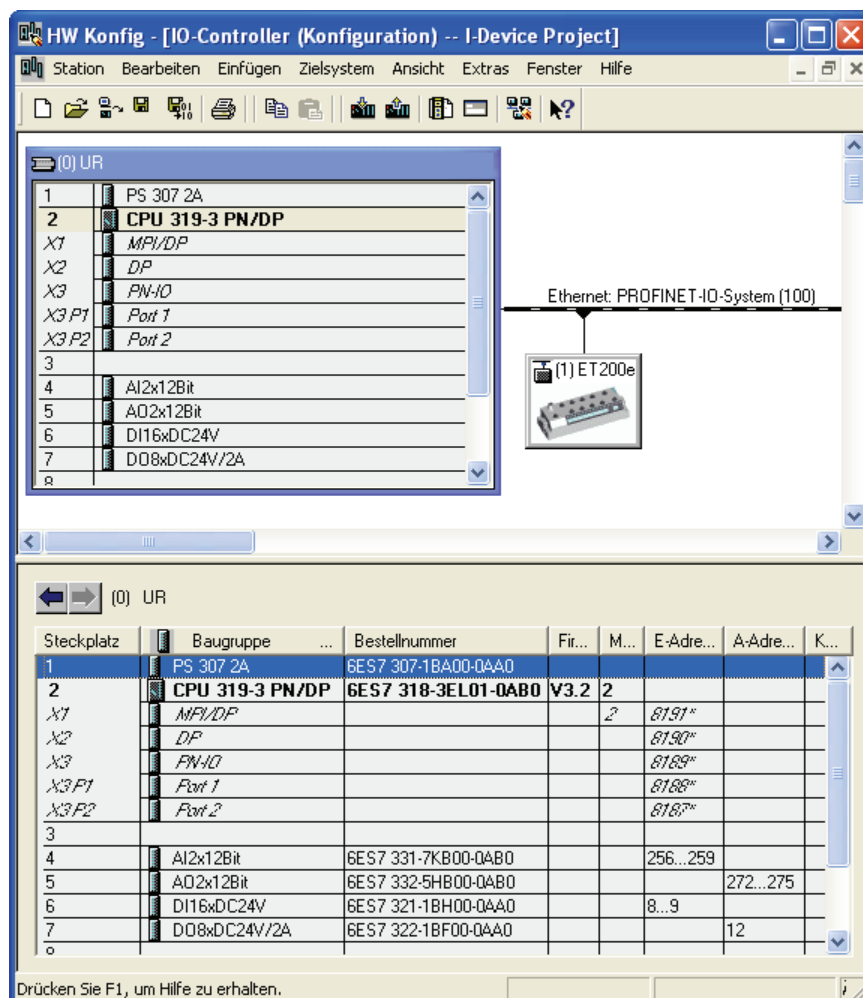 HW Konfig - [IO-Controller (Konfiguration) -- I-Device Project]
Station Bearbeiten Einfügen Zielsystem Ansicht Extras Fenster Hilfe
(0) UR
1 PS 307 2A
2 CPU 319-3 PN/DP
X1 MPI/DP
X2 DP
X3 PN-IO
X3 P1 Port 1
X3 P2 Port 2
3
4 AI2x12Bit
5 AO2x12Bit
6 DI16xDC24V
7 DO8xDC24V/2A
8
Ethernet: PROFINET-IO-System (100)
(1) ET200e
(0) UR
Steckplatz Baugruppe ... Bestellnummer Fir... M... E-Adre... A-Adre... K...
1 PS 307 2A 6ES7 307-1BA00-0AA0
2 CPU 319-3 PN/DP 6ES7 318-3EL01-0AB0 V3.2 2
X1 MPI/DP 2 8191*
X2 DP 8190*
X3 PN-IO 8189*
X3 P1 Port 1 8188*
X3 P2 Port 2 8187*
3
4 AI2x12Bit 6ES7 331-7KB00-0AB0 256...259
5 AO2x12Bit 6ES7 332-5HB00-0AB0 272...275
6 DI16xDC24V 6ES7 321-1BH00-0AA0 8...9
7 DO8xDC24V/2A 6ES7 322-1BF00-0AA0 12
Drücken Sie F1, um Hilfe zu erhalten.